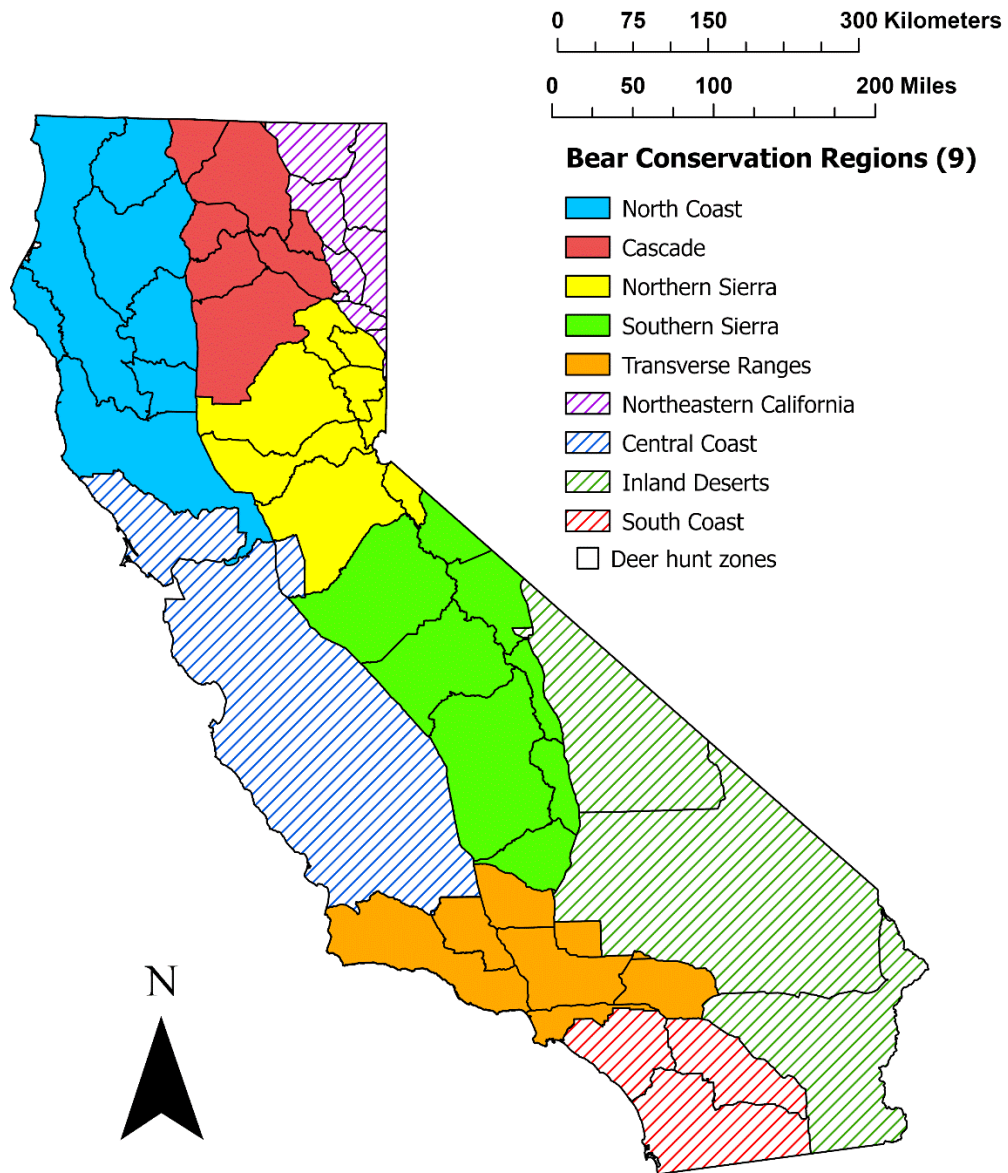 0 75 150 300 Kilometers
0 50 100 200 Miles
Bear Conservation Regions (9)
North Coast
Cascade
Northern Sierra
Southern Sierra
Transverse Ranges
Northeastern California
Central Coast
Inland Deserts
South Coast
Deer hunt zones
N